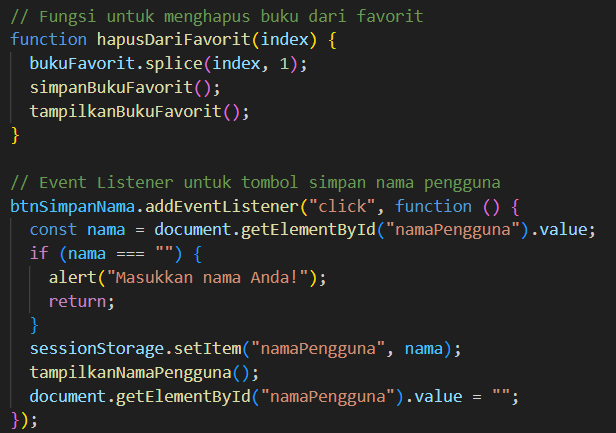 // Fungsi untuk menghapus buku dari favorit
function hapusDariFavorit(index) {
  bukuFavorit.splice(index, 1);
  simpanBukuFavorit();
  tampilkanBukuFavorit();
}

// Event Listener untuk tombol simpan nama pengguna
btnSimpanNama.addEventListener("click", function () {
  const nama = document.getElementById("namaPengguna").value;
  if (nama === "") {
    alert("Masukkan nama Anda!");
    return;
  }
  sessionStorage.setItem("namaPengguna", nama);
  tampilkanNamaPengguna();
  document.getElementById("namaPengguna").value = "";
});